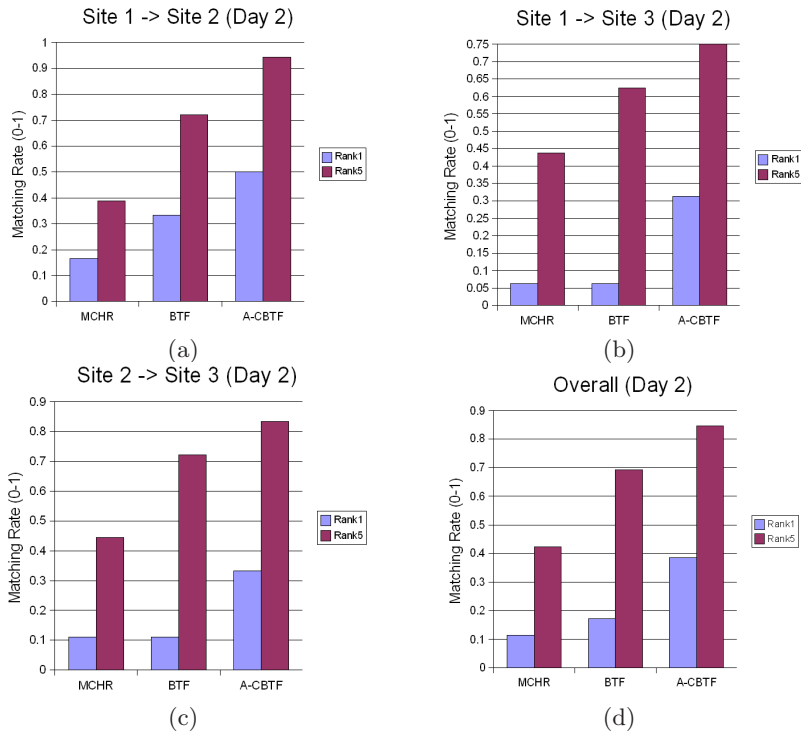 Site 1 -> Site 2 (Day 2)
Matching Rate (0-1)
1
0.9
0.8
0.7
0.6
0.5
0.4
0.3
0.2
0.1
0
MCHR BTF A-CBTF
Rank1
Rank5
(a)
Site 1 -> Site 3 (Day 2)
Matching Rate (0-1)
0.75
0.7
0.65
0.6
0.55
0.5
0.45
0.4
0.35
0.3
0.25
0.2
0.15
0.1
0.05
0
MCHR BTF A-CBTF
Rank1
Rank5
(b)
Site 2 -> Site 3 (Day 2)
Matching Rate (0-1)
0.9
0.8
0.7
0.6
0.5
0.4
0.3
0.2
0.1
0
MCHR BTF A-CBTF
Rank1
Rank5
(c)
Overall (Day 2)
Matching Rate (0-1)
0.9
0.8
0.7
0.6
0.5
0.4
0.3
0.2
0.1
0
MCHR BTF A-CBTF
Rank1
Rank5
(d)